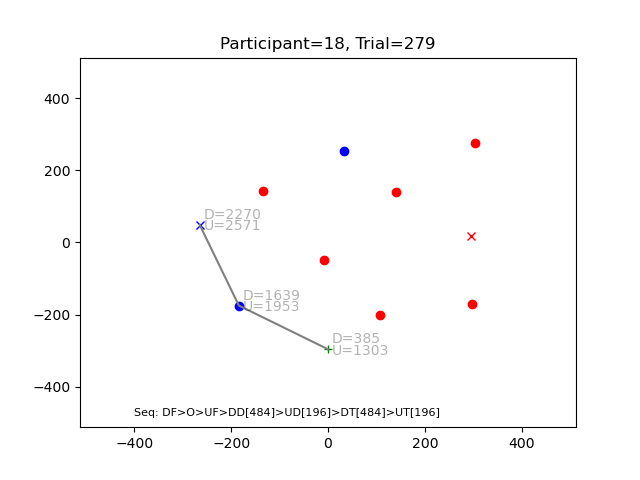 Participant=18, Trial=279
400
200
0
−200
−400
D=2270
U=2571
D=1639
U=1953
D=385
U=1303
Seq: DF>O>UF>DD[484]>UD[196]>DT[484]>UT[196]
−400 −200 0 200 400